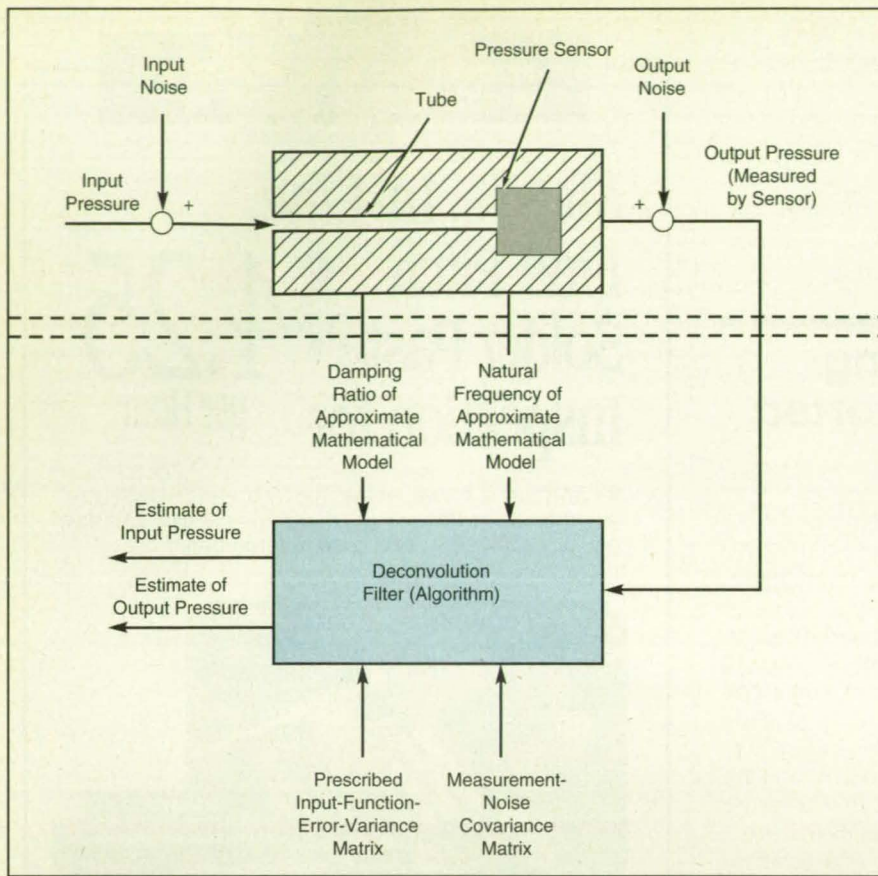 Pressure Sensor
Input
Noise
Tube
Output
Noise
Input
Pressure
+
+
Output Pressure
(Measured
by Sensor)
Damping
Ratio of
Approximate
Mathematical
Model
Natural
Frequency of
Approximate
Mathematical
Model
Estimate of
Input Pressure
Estimate of
Output Pressure
Deconvolution
Filter (Algorithm)
Prescribed
Input-Function-
Error-Variance
Matrix
Measurement-
Noise
Covariance
Matrix